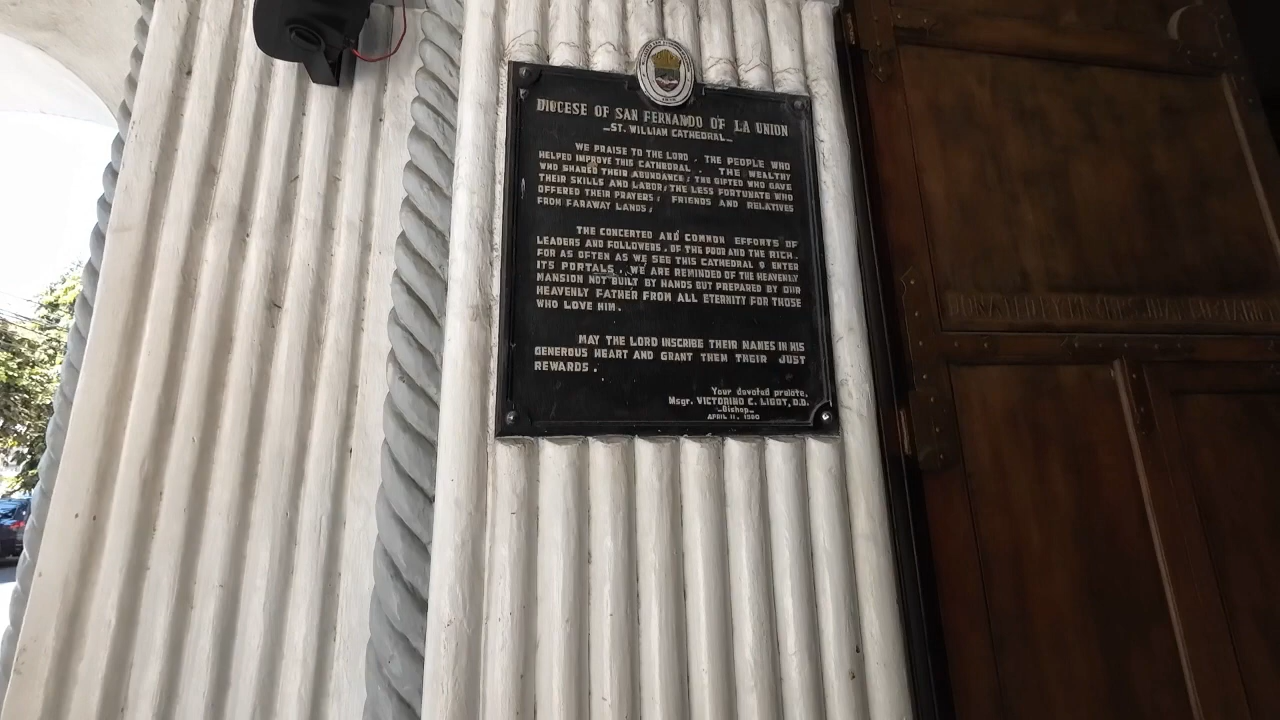 DIOCESE OF SAN FERNANDO OF LA UNION
_ST. WILLIAM CATHEDRAL_
WE PRAISE TO THE LORD . THE PEOPLE WHO
HELPED IMPROVE THIS CATHEDRAL . THE WEALTHY
WHO SHARED THEIR ABUNDANCE; THE GIFTED WHO GAVE
THEIR SKILLS AND LABOR; THE LESS FORTUNATE WHO
OFFERED THEIR PRAYERS; FRIENDS AND RELATIVES
FROM FARAWAY LANDS;
THE CONCERTED AND COMMON EFFORTS OF
LEADERS AND FOLLOWERS. OF THE POOR AND THE RICH.
FOR AS OFTEN AS WE SEE THIS CATHEDRAL & ENTER
ITS PORTALS. WE ARE REMINDED OF THE HEAVENLY
MANSION NOT BUILT BY HANDS BUT PREPARED BY OUR
HEAVENLY FATHER FROM ALL ETERNITY FOR THOSE
WHO LOVE HIM.
MAY THE LORD INSCRIBE THEIR NAMES IN HIS
GENEROUS HEART AND GRANT THEM THEIR JUST
REWARDS.
Your devoted prelate,
Msgr. VICTORINO C. LIGOT, D.D.
_Bishop_
APRIL 11, 1980